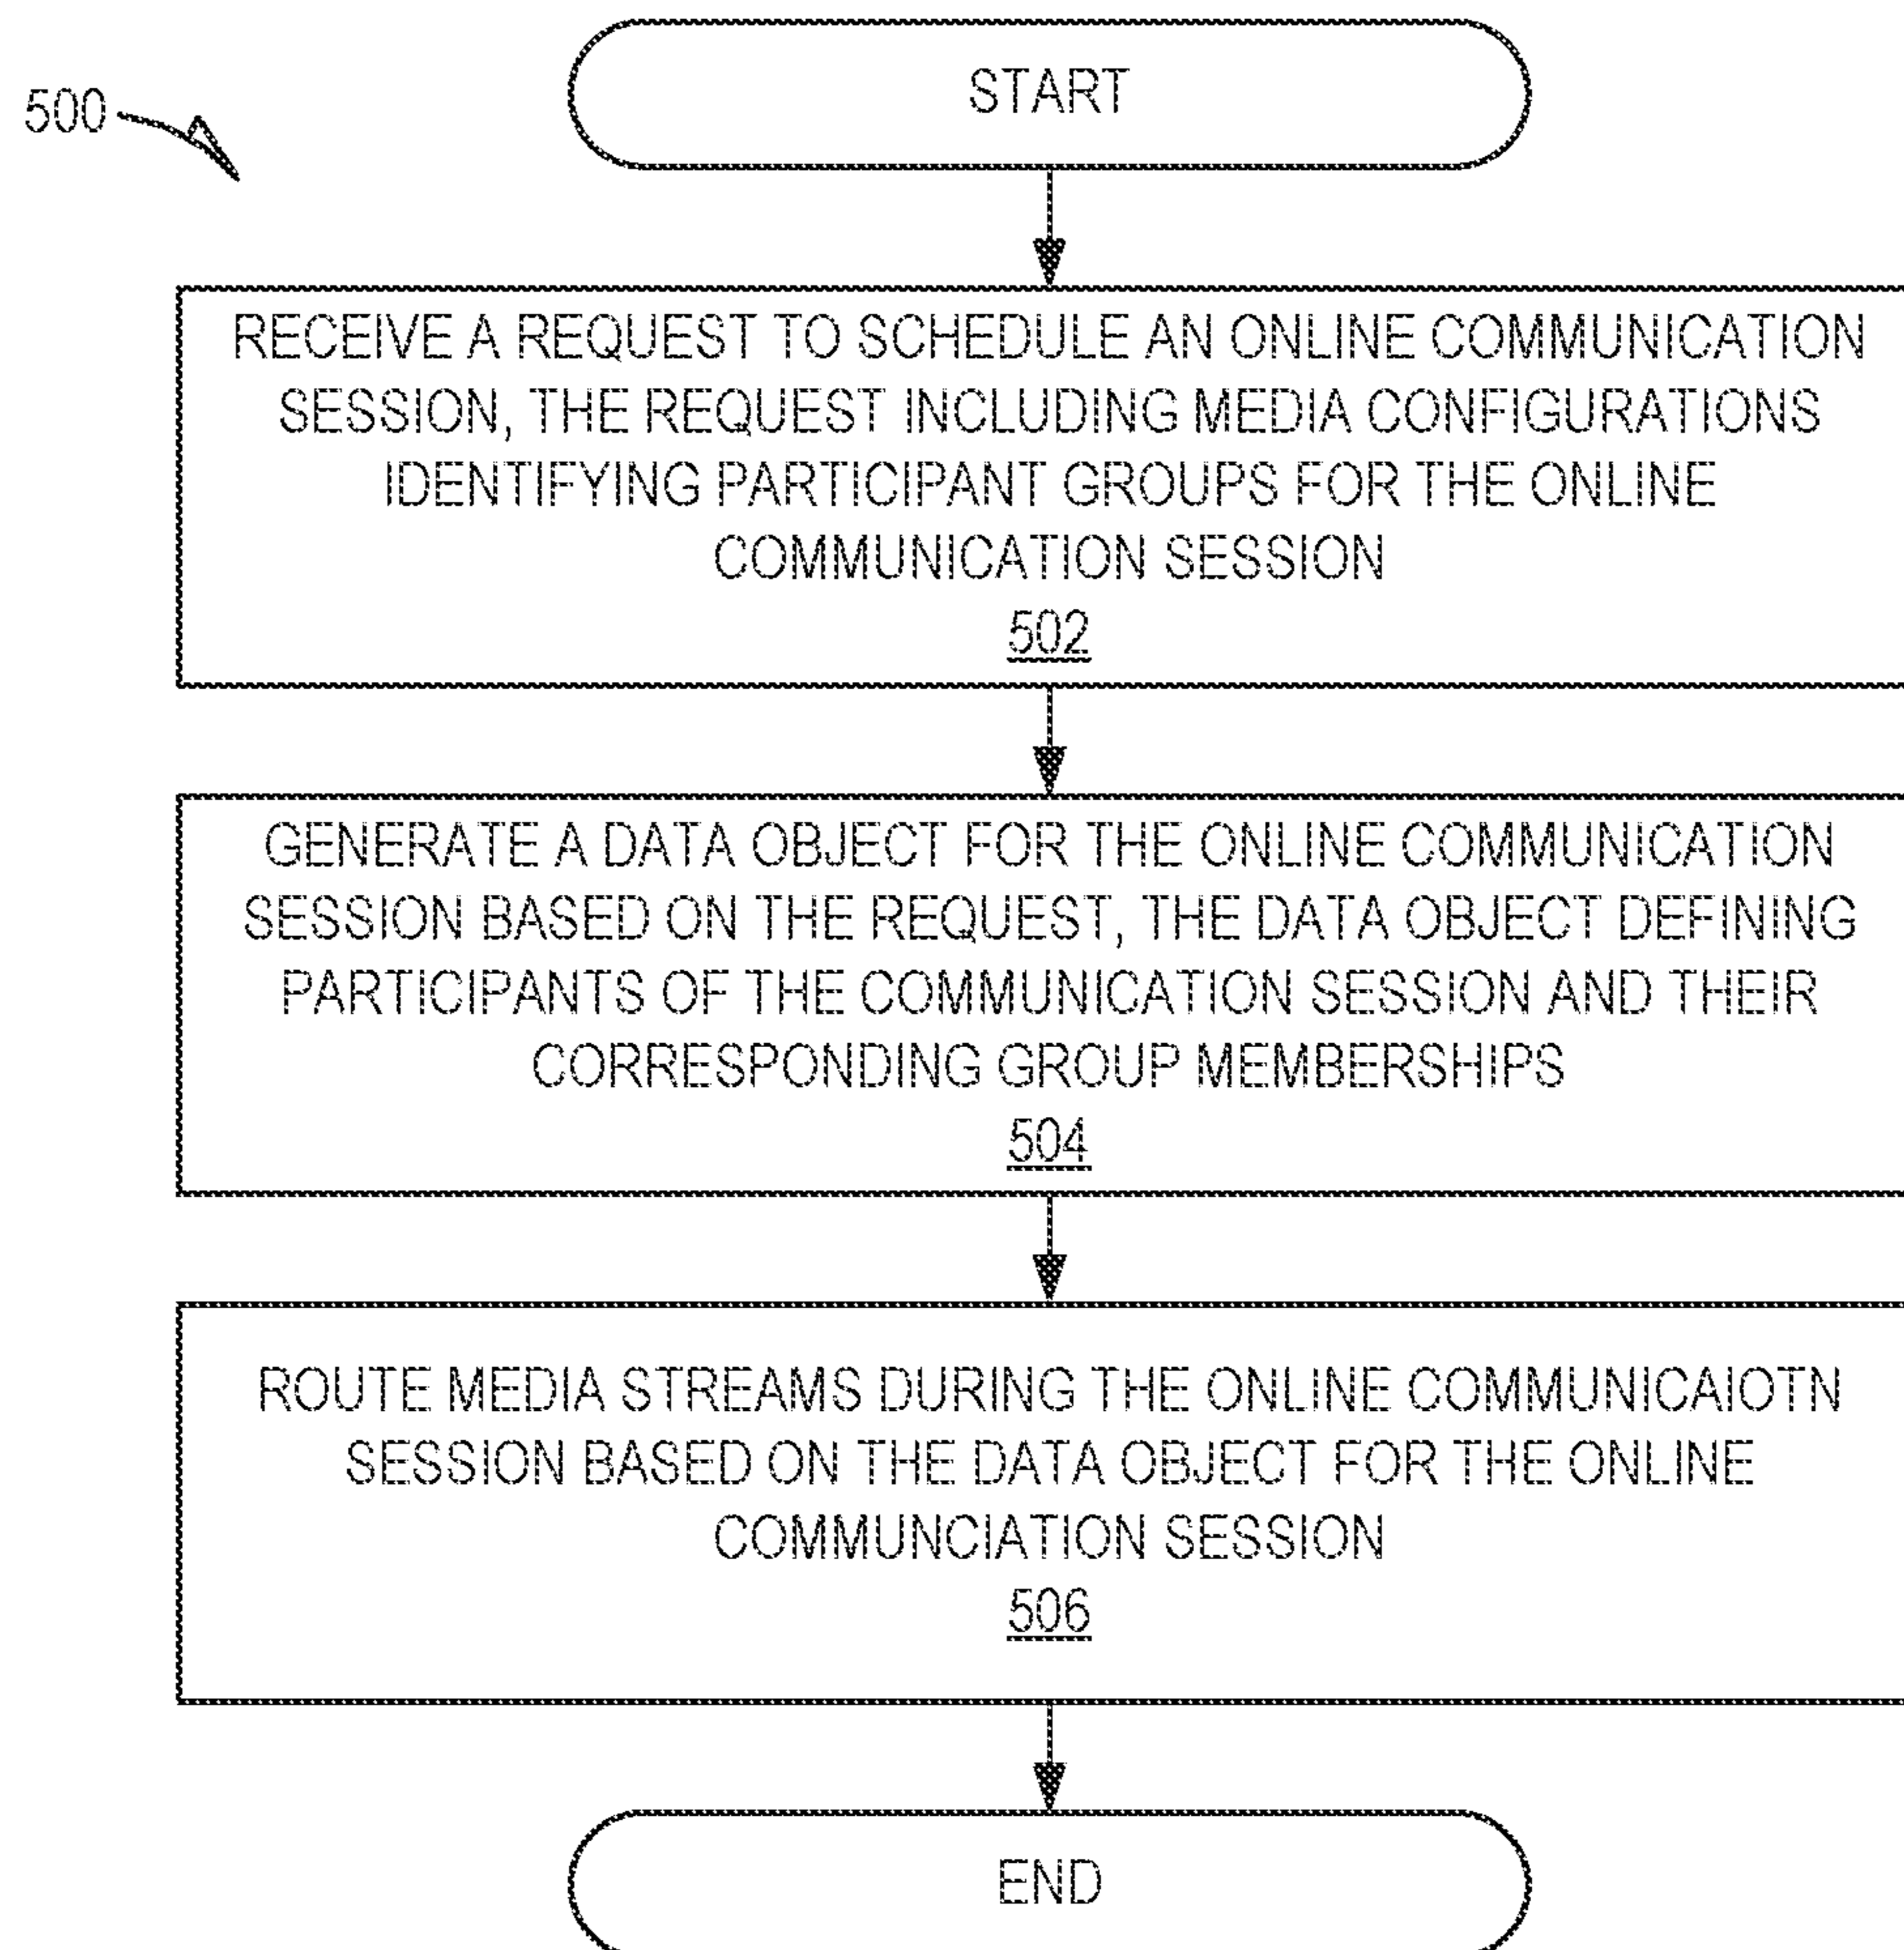 START
500
RECEIVE A REQUEST TO SCHEDULE AN ONLINE COMMUNICATION
SESSION, THE REQUEST INCLUDING MEDIA CONFIGURATIONS
IDENTIFYING PARTICIPANT GROUPS FOR THE ONLINE
COMMUNICATION SESSION
502
GENERATE A DATA OBJECT FOR THE ONLINE COMMUNICATION
SESSION BASED ON THE REQUEST, THE DATA OBJECT DEFINING
PARTICIPANTS OF THE COMMUNICATION SESSION AND THEIR
CORRESPONDING GROUP MEMBERSHIPS
504
ROUTE MEDIA STREAMS DURING THE ONLINE COMMUNICAIOTN
SESSION BASED ON THE DATA OBJECT FOR THE ONLINE
COMMUNCIATION SESSION
506
END